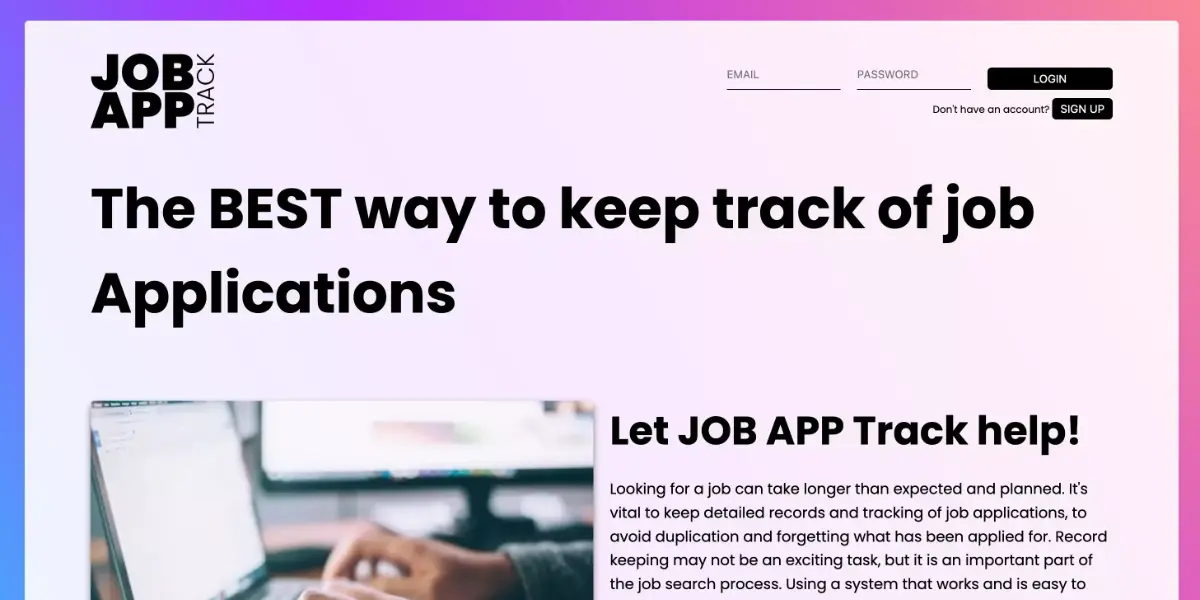 JOB
APP
TRACK
EMAIL
PASSWORD
LOGIN
Don't have an account? SIGN UP
The BEST way to keep track of job
Applications
Let JOB APP Track help!
Looking for a job can take longer than expected and planned. It's
vital to keep detailed records and tracking of job applications, to
avoid duplication and forgetting what has been applied for. Record
keeping may not be an exciting task, but it is an important part of
the job search process. Using a system that works and is easy to